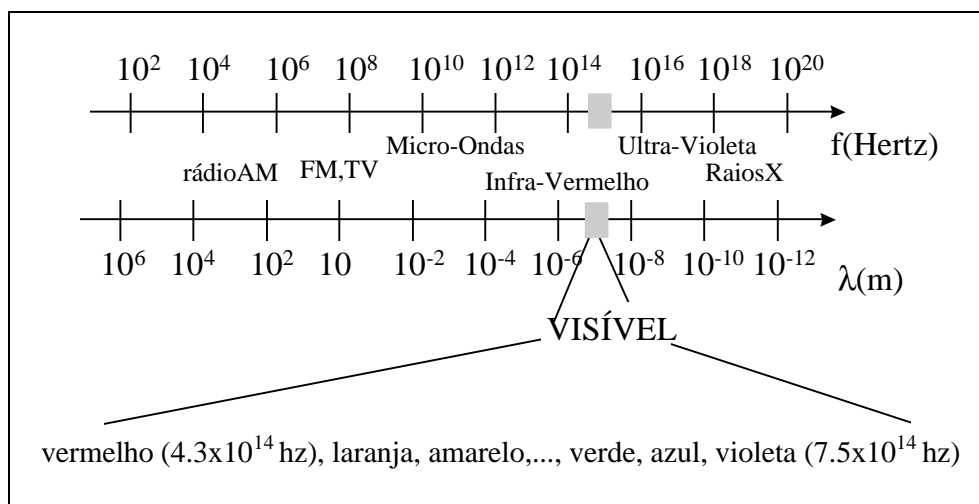 10² 10⁴ 10⁶ 10⁸ 10¹⁰ 10¹² 10¹⁴ 10¹⁶ 10¹⁸ 10²⁰
f(Hertz)
Micro-Ondas Ultra-Violeta
rádioAM FM,TV Infra-Vermelho RaiosX
10⁶ 10⁴ 10² 10 10⁻² 10⁻⁴ 10⁻⁶ 10⁻⁸ 10⁻¹⁰ 10⁻¹²
λ(m)
VISÍVEL
vermelho (4.3x10¹⁴ hz), laranja, amarelo,..., verde, azul, violeta (7.5x10¹⁴ hz)